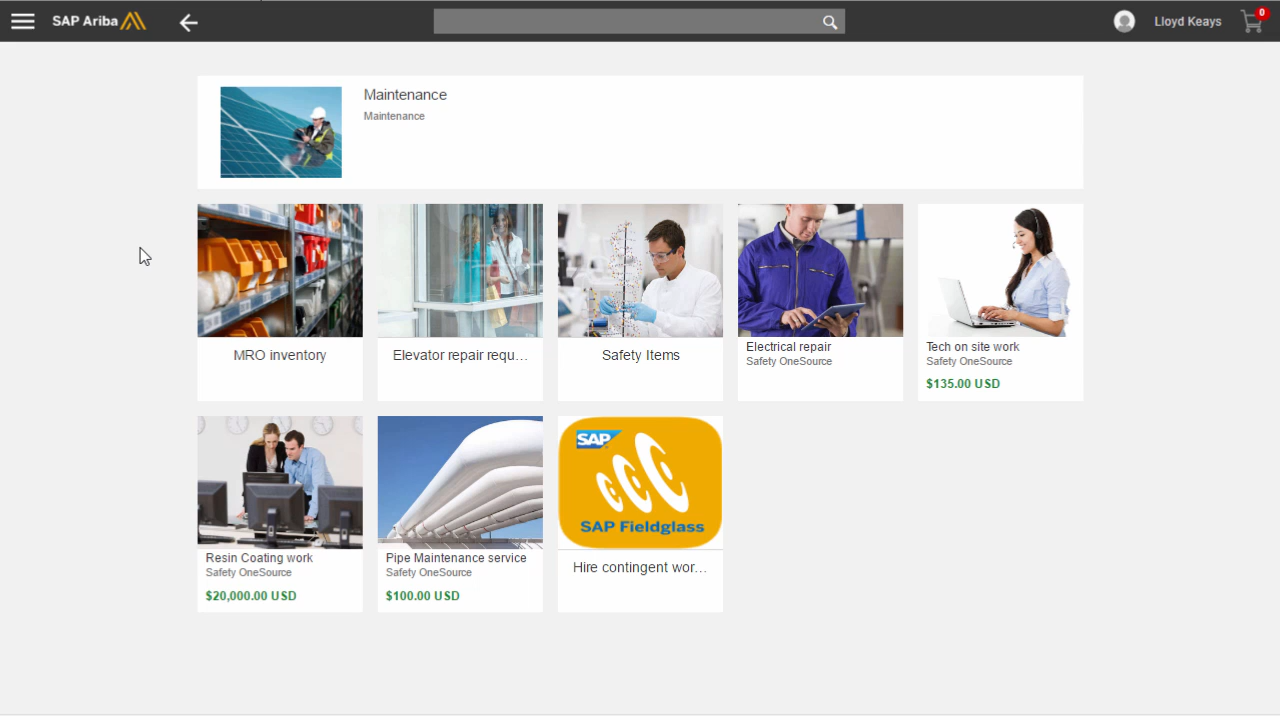 SAP Ariba
Lloyd Keays
0
Maintenance
Maintenance
MRO inventory
Elevator repair requ…
Safety Items
Electrical repair
Safety OneSource
Tech on site work
Safety OneSource
$135.00 USD
Resin Coating work
Safety OneSource
$20,000.00 USD
Pipe Maintenance service
Safety OneSource
$100.00 USD
SAP
SAP Fieldglass
Hire contingent wor…